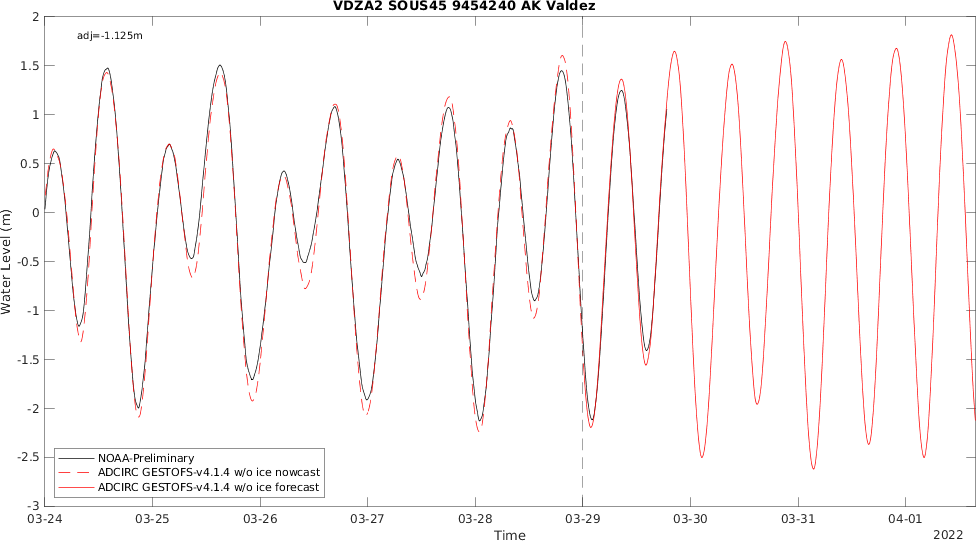 VDZA2 SOUS45 9454240 AK Valdez
adj=-1.125m
2
1.5
1
0.5
0
-0.5
-1
-1.5
-2
-2.5
-3
Water Level (m)
NOAA-Preliminary
ADCIRC GESTOFS-v4.1.4 w/o ice nowcast
ADCIRC GESTOFS-v4.1.4 w/o ice forecast
03-24 03-25 03-26 03-27 03-28 03-29 03-30 03-31 04-01
Time
2022